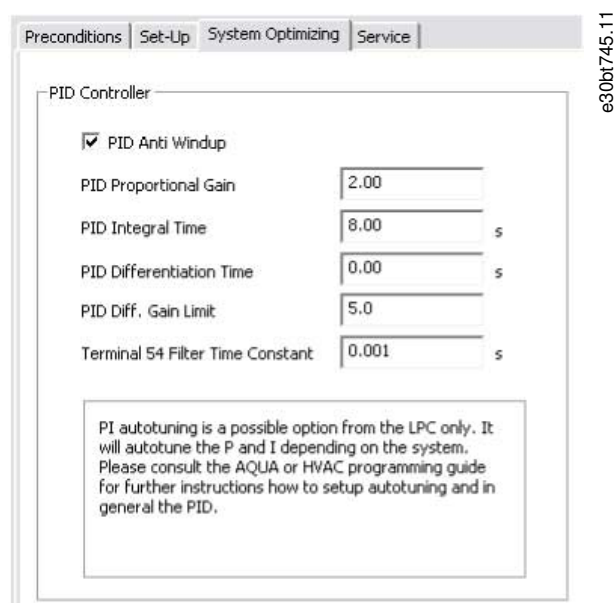 Preconditions
Set-Up
System Optimizing
Service
PID Controller
PID Anti Windup
PID Proportional Gain
2.00
PID Integral Time
8.00
s
PID Differentiation Time
0.00
s
PID Diff. Gain Limit
5.0
Terminal 54 Filter Time Constant
0.001
s
PI autotuning is a possible option from the LPC only. It
will autotune the P and I depending on the system.
Please consult the AQUA or HVAC programming guide
for further instructions how to setup autotuning and in
general the PID.
e30bt745.11